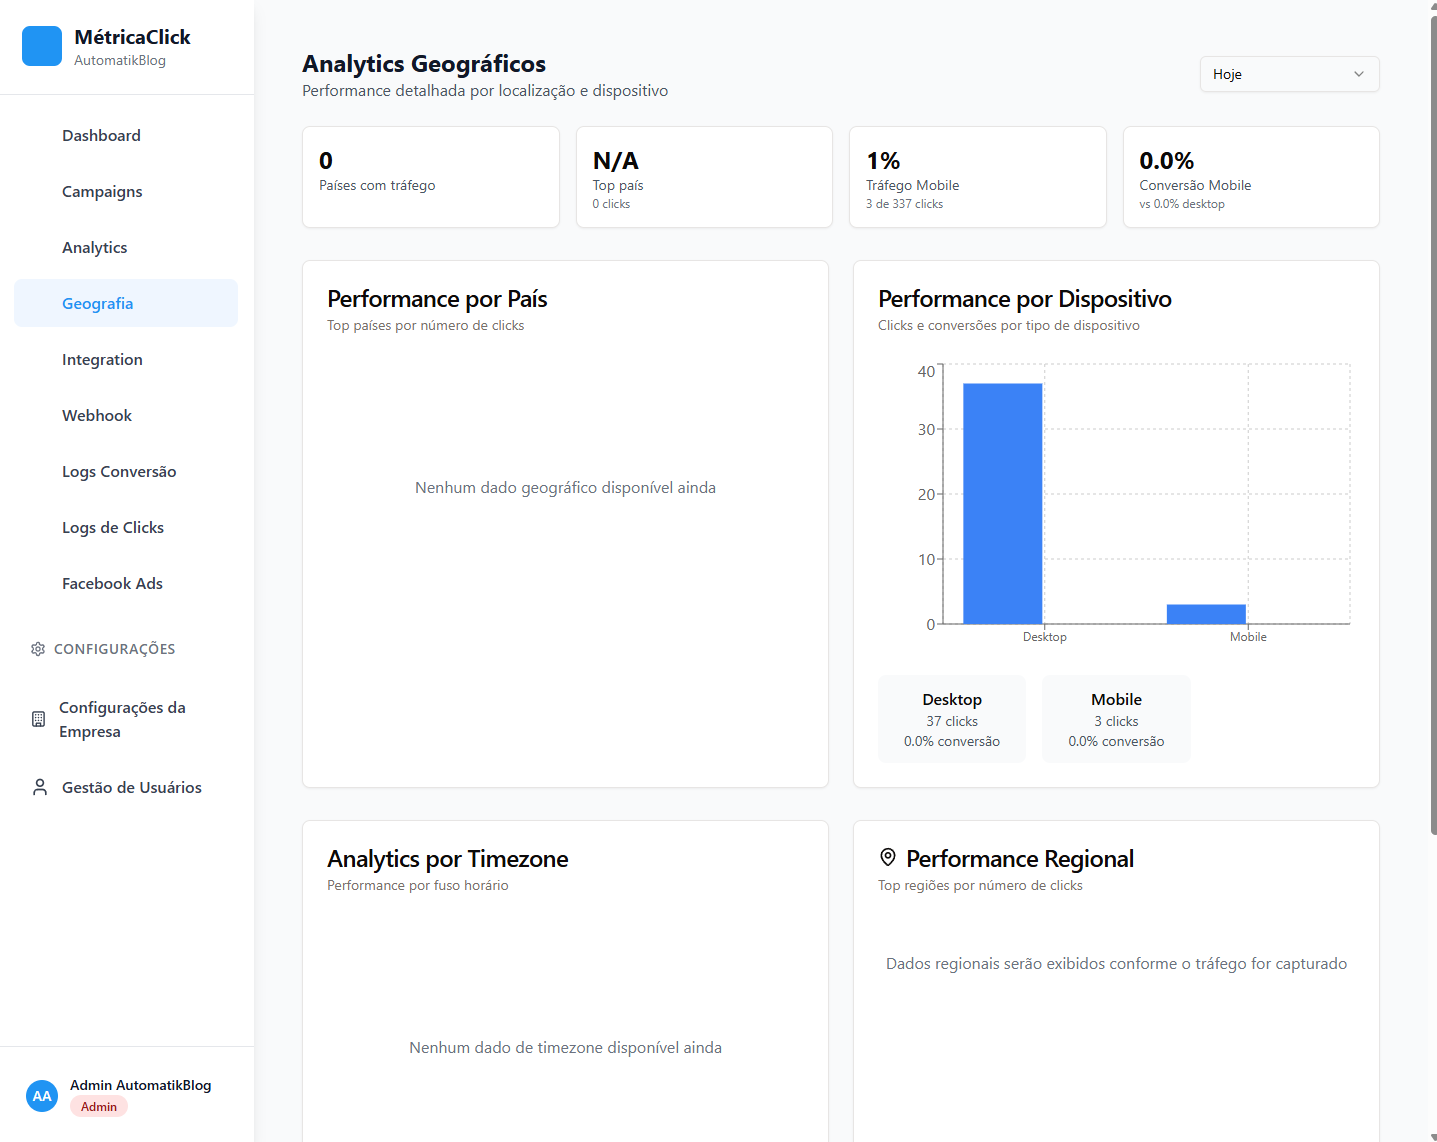 MétricaClick
AutomatikBlog
Dashboard
Campaigns
Analytics
Geografia
Integration
Webhook
Logs Conversão
Logs de Clicks
Facebook Ads
CONFIGURAÇÕES
Configurações da
Empresa
Gestão de Usuários
AA
Admin AutomatikBlog
Admin
Analytics Geográficos
Performance detalhada por localização e dispositivo
Hoje
0
Países com tráfego
N/A
Top país
0 clicks
1%
Tráfego Mobile
3 de 337 clicks
0.0%
Conversão Mobile
vs 0.0% desktop
Performance por País
Top países por número de clicks
Nenhum dado geográfico disponível ainda
Performance por Dispositivo
Clicks e conversões por tipo de dispositivo
40
30
20
10
0
Desktop
Mobile
Desktop
37 clicks
0.0% conversão
Mobile
3 clicks
0.0% conversão
Analytics por Timezone
Performance por fuso horário
Nenhum dado de timezone disponível ainda
Performance Regional
Top regiões por número de clicks
Dados regionais serão exibidos conforme o tráfego for capturado